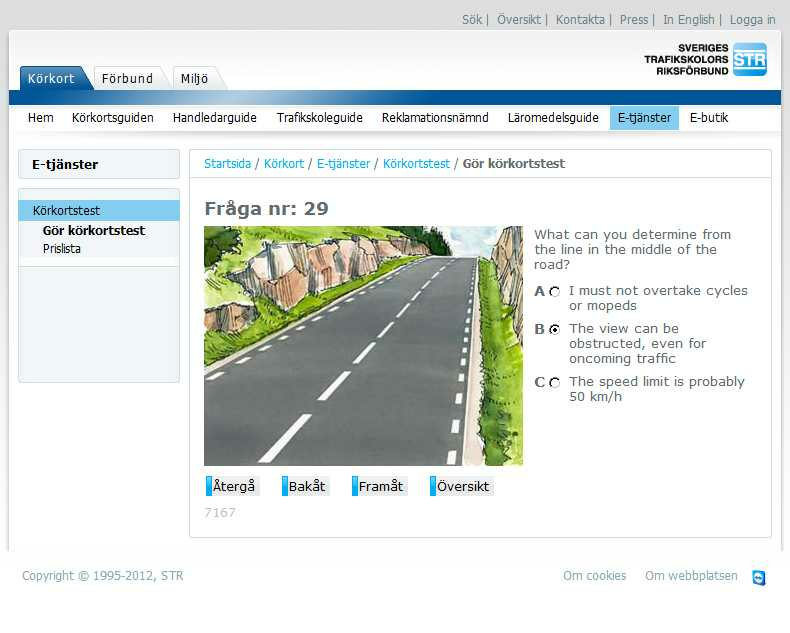 Sök | Översikt | Kontakta | Press | In English | Logga in
SVERIGES
TRAFIKSKOLORS
RIKSFÖRBUND
STR
Körkort Förbund Miljö
Hem Körkortsguiden Handledarguide Trafikskoleguide Reklamationsnämnd Läromedelsguide E-tjänster E-butik
E-tjänster
Körkortstest
Gör körkortstest
Prislista
Startsida / Körkort / E-tjänster / Körkortstest / Gör körkortstest
Fråga nr: 29
What can you determine from
the line in the middle of the
road?
A I must not overtake cycles
or mopeds
B The view can be
obstructed, even for
oncoming traffic
C The speed limit is probably
50 km/h
Återgå Bakåt Framåt Översikt
7167
Copyright © 1995-2012, STR
Om cookies Om webbplatsen